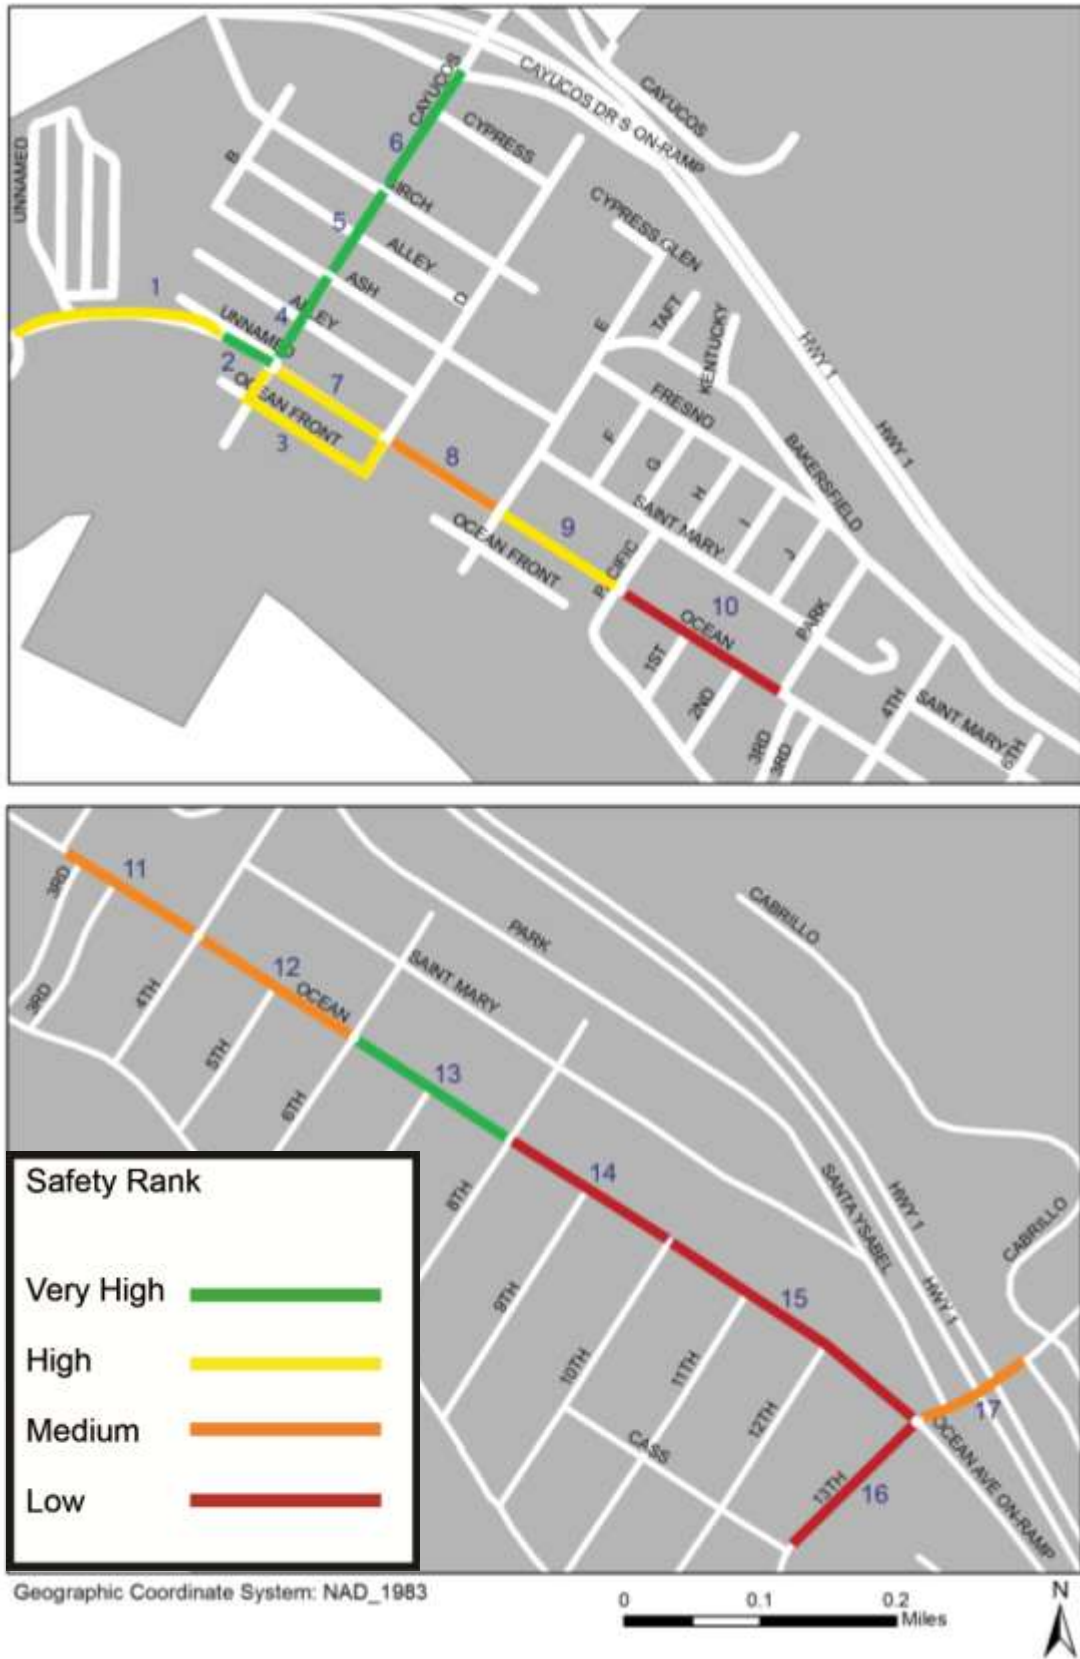 CAYUCOS
CAYUCOS DR S ON-RAMP
CAYUCOS
UNNAMED
CYPRESS
6
B
IRCH
CYPRESS GLEN
5
ALLEY
ASH
D
1
4
ALLEY
UNNAMED
TAFT
E
KENTUCKY
HWY 1
2
7
OCEAN FRONT
3
FRESNO
HWY 1
F
8
G
BAKERSFIELD
H
I
SAINT MARY
9
J
OCEAN FRONT
P
CIFIC
10
OCEAN
PARK
1ST
2ND
4TH
SAINT MARY
3RD
3RD
6TH
11
3RD
CABRILLO
PARK
12
SAINT MARY
OCEAN
3RD
4TH
5TH
13
6TH
14
8TH
SANTA YSABEL
HWY 1
CABRILLO
9TH
15
HWY 1
10TH
11TH
12TH
17
CASS
OCEAN AVE ON-RAMP
13TH
16
Safety Rank
Very High
High
Medium
Low
Geographic Coordinate System: NAD_1983
0 0.1 0.2
Miles
N